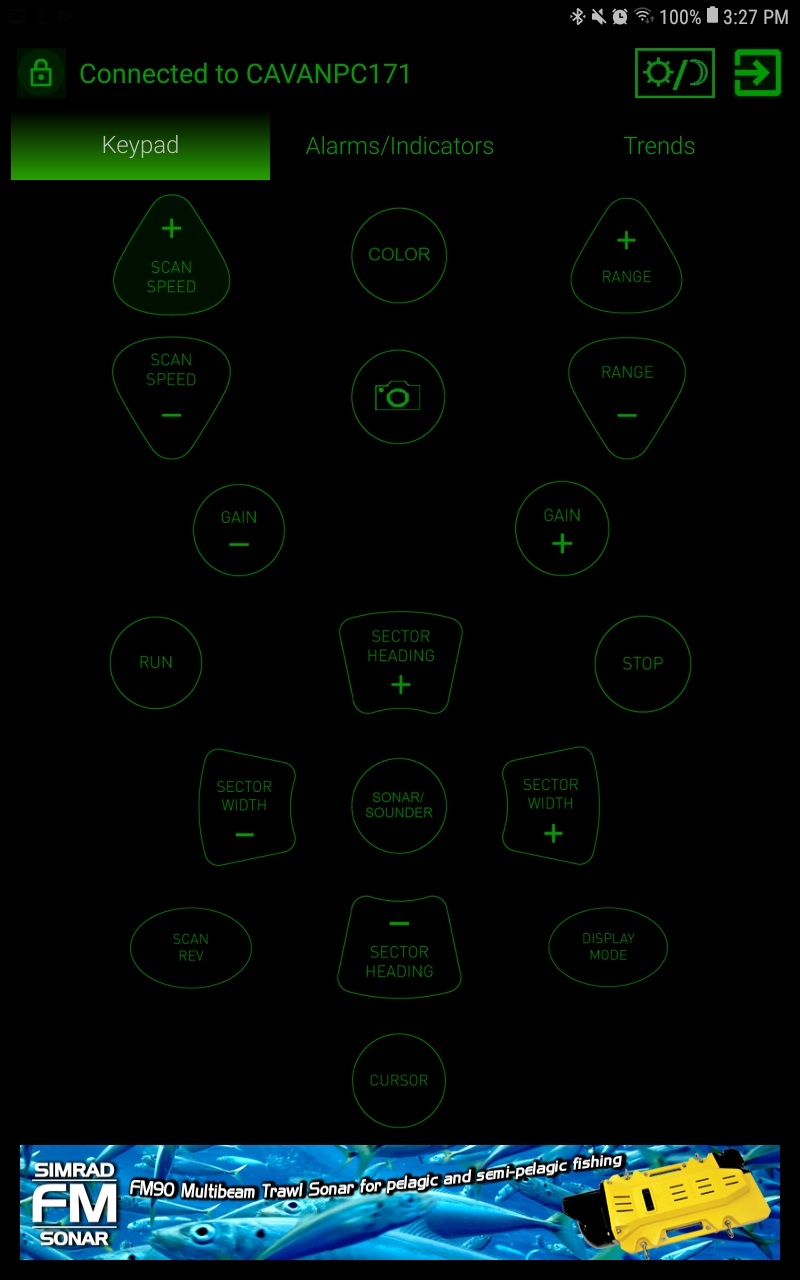 100% 3:27 PM
Connected to CAVANPC171
Keypad Alarms/Indicators Trends
+
SCAN
SPEED
COLOR
+
RANGE
SCAN
SPEED
−
RANGE
−
GAIN
−
GAIN
+
RUN
SECTOR
HEADING
+
STOP
SECTOR
WIDTH
−
SONAR/
SOUNDER
SECTOR
WIDTH
+
SCAN
REV
−
SECTOR
HEADING
DISPLAY
MODE
CURSOR
SIMRAD
FM
SONAR
FM90 Multibeam Trawl Sonar for pelagic and semi-pelagic fishing